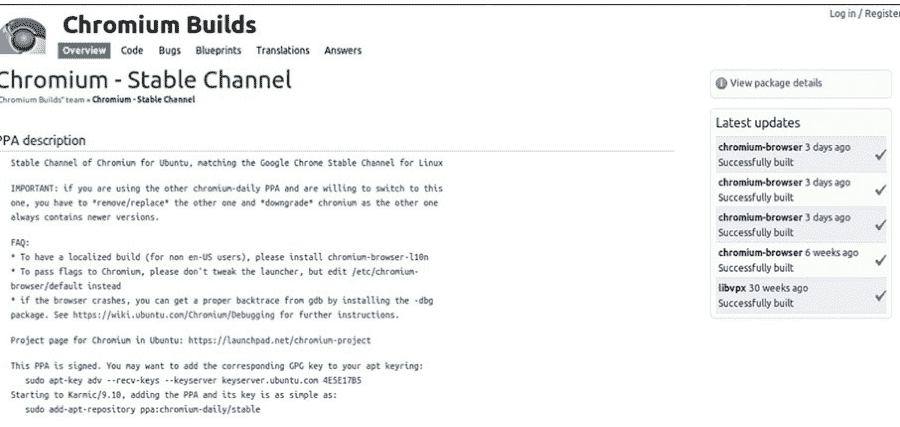 Log in / Register
Chromium Builds
Overview Code Bugs Blueprints Translations Answers
Chromium - Stable Channel
Chromium Builds" team » Chromium - Stable Channel
PPA description
Stable Channel of Chromium for Ubuntu, matching the Google Chrome Stable Channel for Linux
IMPORTANT: if you are using the other chromium-daily PPA and are willing to switch to this
one, you have to *remove/replace* the other one and *downgrade* chromium as the other one
always contains newer versions.
FAQ:
* To have a localized build (for non en-US users), please install chromium-browser-l10n
* To pass flags to Chromium, please don't tweak the launcher, but edit /etc/chromium-
browser/default instead
* if the browser crashes, you can get a proper backtrace from gdb by installing the -dbg
package. See https://wiki.ubuntu.com/Chromium/Debugging for further instructions.
Project page for Chromium in Ubuntu: https://launchpad.net/chromium-project
This PPA is signed. You may want to add the corresponding GPG key to your apt keyring:
sudo apt-key adv --recv-keys --keyserver keyserver.ubuntu.com 4E5E17B5
Starting to Karmic/9.10, adding the PPA and its key is as simple as:
sudo add-apt-repository ppa:chromium-daily/stable
View package details
Latest updates
chromium-browser 3 days ago
Successfully built
chromium-browser 3 days ago
Successfully built
chromium-browser 3 days ago
Successfully built
chromium-browser 6 weeks ago
Successfully built
libvpx 30 weeks ago
Successfully built